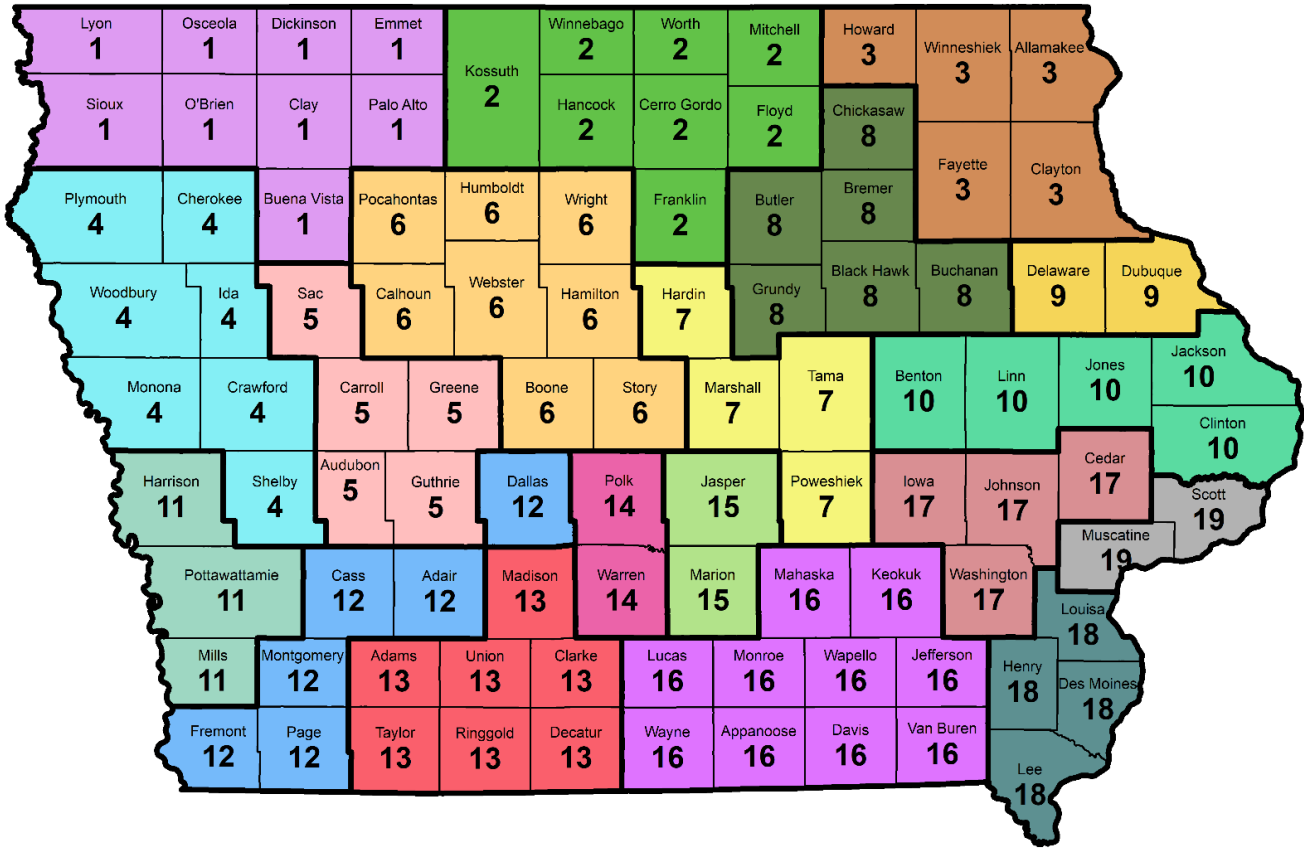 Lyon
1
Osceola
1
Dickinson
1
Emmet
1
Kossuth
2
Winnebago
2
Worth
2
Mitchell
2
Howard
3
Winneshiek
3
Allamakee
3
Sioux
1
O'Brien
1
Clay
1
Palo Alto
1
Hancock
2
Cerro Gordo
2
Floyd
2
Chickasaw
8
Fayette
3
Clayton
3
Plymouth
4
Cherokee
4
Buena Vista
1
Pocahontas
6
Humboldt
6
Wright
6
Franklin
2
Butler
8
Bremer
8
Woodbury
4
Ida
4
Sac
5
Calhoun
6
Webster
6
Hamilton
6
Hardin
7
Grundy
8
Black Hawk
8
Buchanan
8
Delaware
9
Dubuque
9
Monona
4
Crawford
4
Carroll
5
Greene
5
Boone
6
Story
6
Marshall
7
Tama
7
Benton
10
Linn
10
Jones
10
Jackson
10
Clinton
10
Harrison
11
Shelby
4
Audubon
5
Guthrie
5
Dallas
12
Polk
14
Jasper
15
Poweshiek
7
Iowa
17
Johnson
17
Cedar
17
Scott
19
Muscatine
19
Pottawattamie
11
Cass
12
Adair
12
Madison
13
Warren
14
Marion
15
Mahaska
16
Keokuk
16
Washington
17
Louisa
18
Mills
11
Montgomery
12
Adams
13
Union
13
Clarke
13
Lucas
16
Monroe
16
Wapello
16
Jefferson
16
Henry
18
Des Moines
18
Fremont
12
Page
12
Taylor
13
Ringgold
13
Decatur
13
Wayne
16
Appanoose
16
Davis
16
Van Buren
16
Lee
18